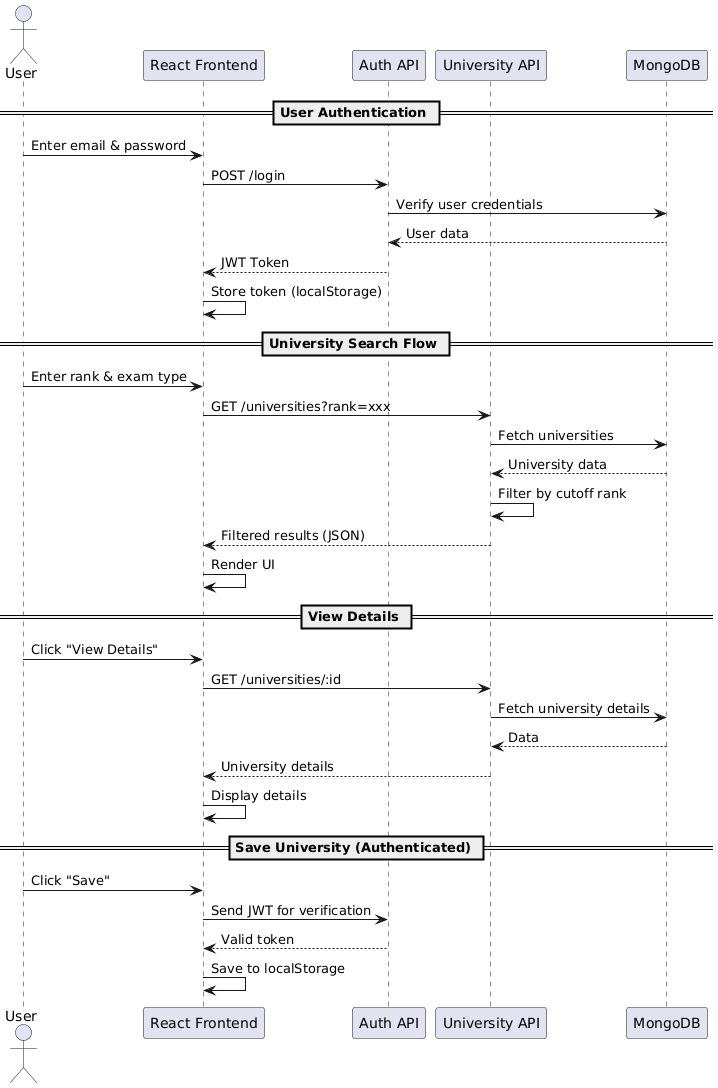 User
React Frontend
Auth API
University API
MongoDB
User Authentication
Enter email & password
POST /login
Verify user credentials
User data
JWT Token
Store token (localStorage)
University Search Flow
Enter rank & exam type
GET /universities?rank=xxx
Fetch universities
University data
Filter by cutoff rank
Filtered results (JSON)
Render UI
View Details
Click "View Details"
GET /universities/:id
Fetch university details
Data
University details
Display details
Save University (Authenticated)
Click "Save"
Send JWT for verification
Valid token
Save to localStorage
User
React Frontend
Auth API
University API
MongoDB